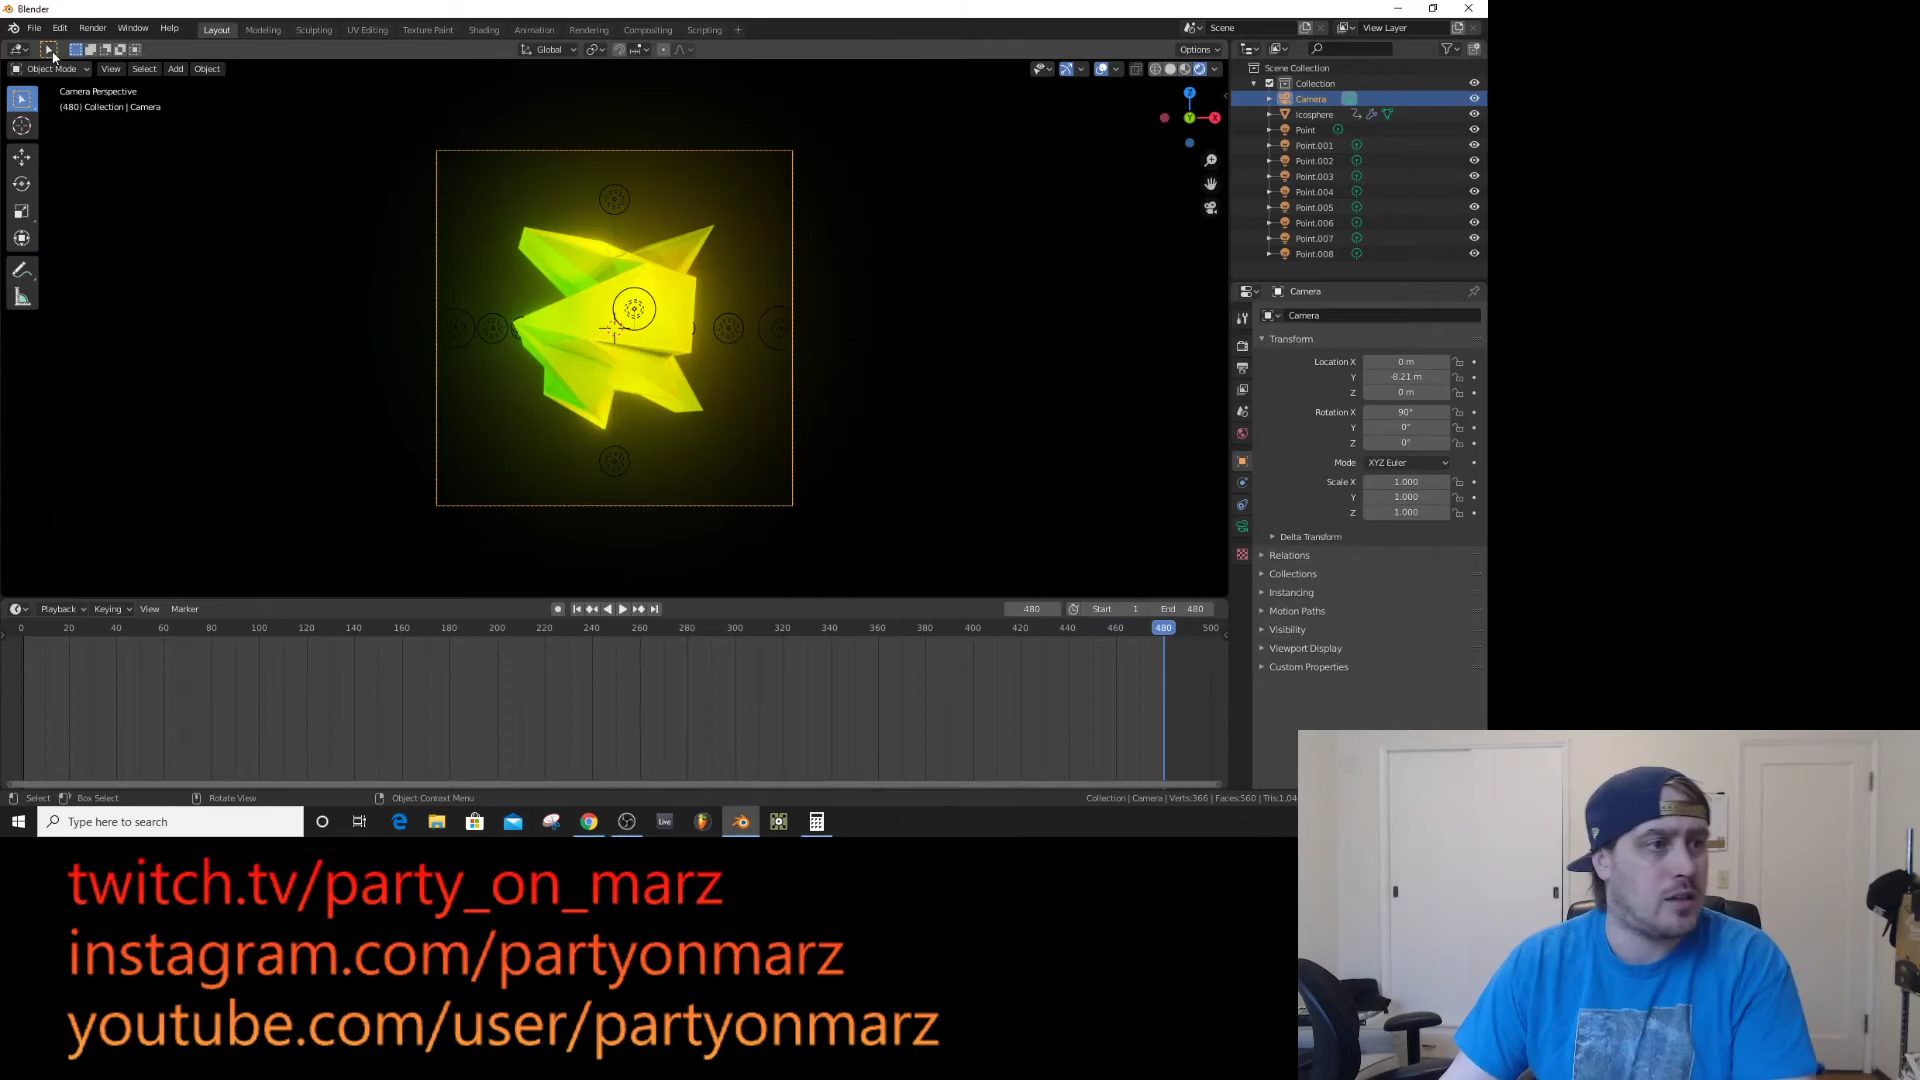 Blender
File Edit Render Window Help Layout Modeling Sculpting UV Editing Texture Paint Shading Animation Rendering Compositing Scripting + Scene View Layer
Global Options
Object Mode View Select Add Object
Camera Perspective
(480) Collection | Camera
Z
Y
X
Scene Collection
Collection
Camera
Icosphere
Point
Point.001
Point.002
Point.003
Point.004
Point.005
Point.006
Point.007
Point.008
Camera
Camera
Transform
Location X 0 m
Y -8.21 m
Z 0 m
Rotation X 90°
Y 0°
Z 0°
Mode XYZ Euler
Scale X 1.000
Y 1.000
Z 1.000
Delta Transform
Relations
Collections
Instancing
Motion Paths
Visibility
Viewport Display
Custom Properties
Playback Keying View Marker 480 Start 1 End 480
0 20 40 60 80 100 120 140 160 180 200 220 240 260 280 300 320 340 360 380 400 420 440 460 480 500
Select Box Select Rotate View Object Context Menu Collection | Camera | Verts:366 | Faces:560 | Tris:1,04
Type here to search Live
twitch.tv/party_on_marz
instagram.com/partyonmarz
youtube.com/user/partyonmarz